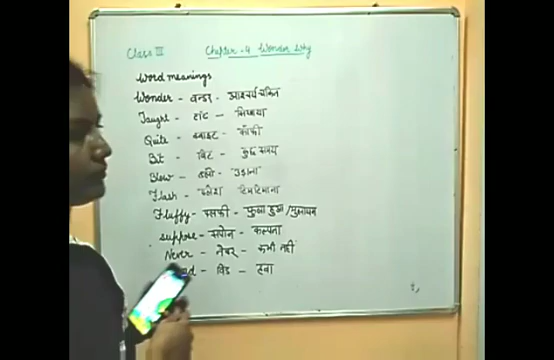 Class III Chapter-4 Wonder Why
Word meanings
Wonder - वन्डर - आश्चर्यचकित
Taught - टॉट - सिखाया
Quite - क्वाइट - काफी
Bit - बिट - कुछ समय
Blow - ब्लो - उड़ाना
Flash - फ्लैश - टिमटिमाना
Fluffy - फ्लफी - फूला हुआ/मुलायम
Suppose - सपोज - कल्पना
Never - नेवर - कभी नहीं
- विंड - हवा